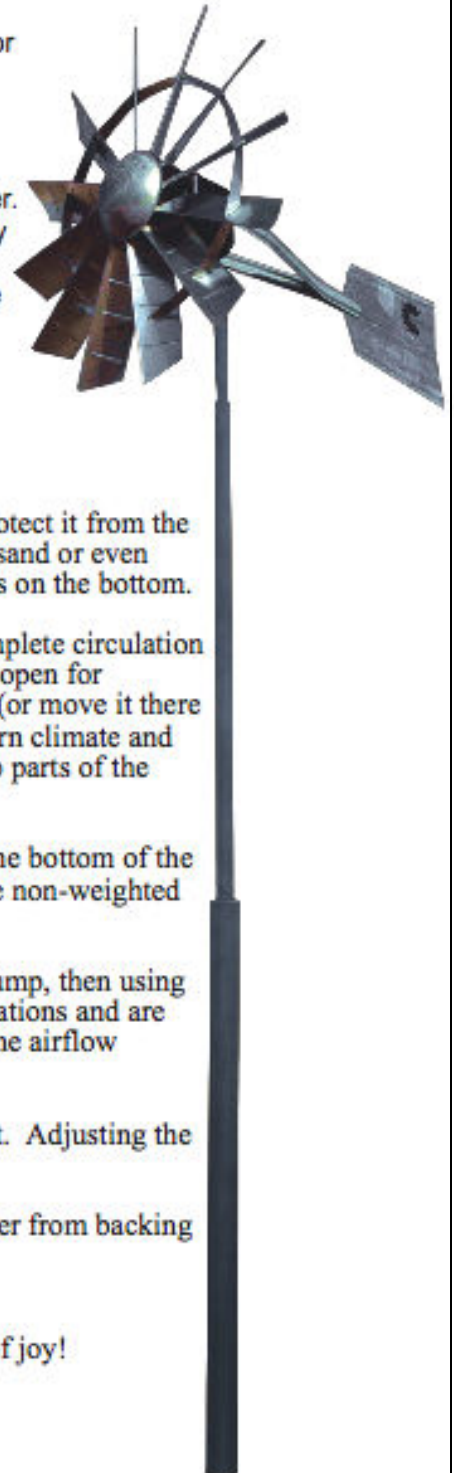 or
er.
y
e
otect it from the
sand or even
s on the bottom.
nplete circulation
open for
(or move it there
rn climate and
p parts of the
ne bottom of the
e non-weighted
ump, then using
ations and are
ne airflow
t.  Adjusting the
er from backing
f joy!